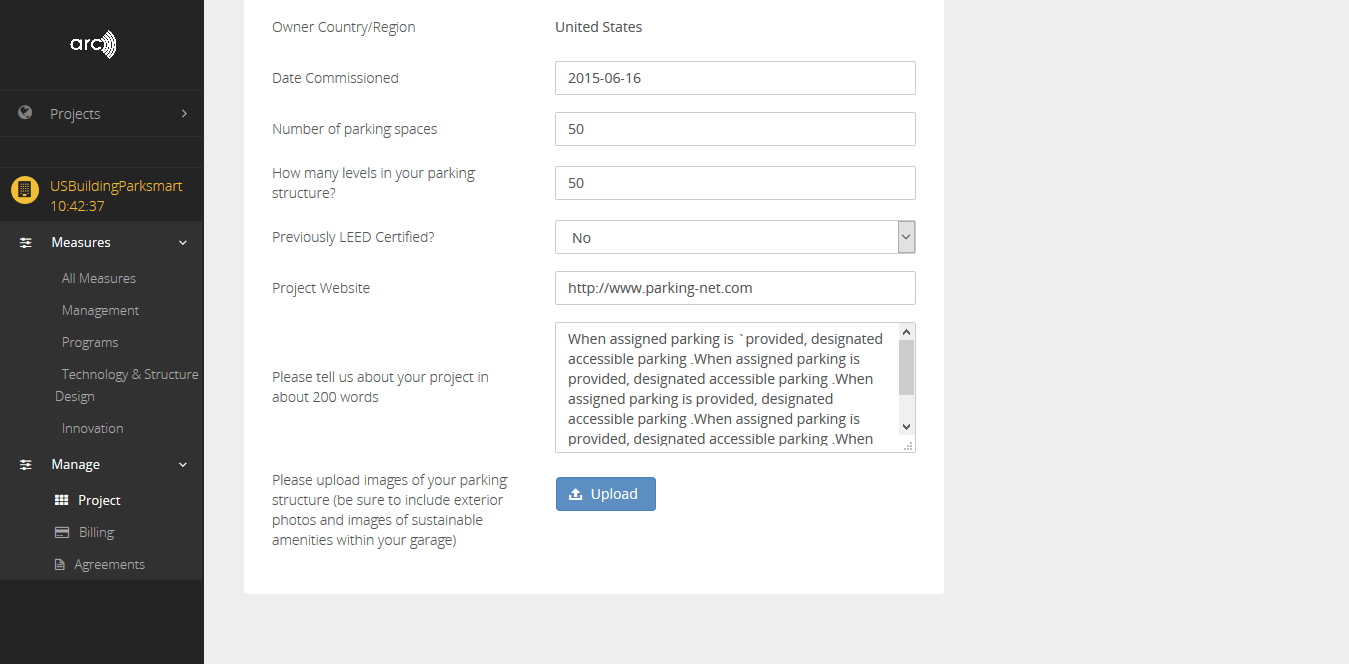 arc
Projects
USBuildingParksmart
10:42:37
Measures
All Measures
Management
Programs
Technology & Structure
Design
Innovation
Manage
Project
Billing
Agreements
Owner Country/Region
United States
Date Commissioned
2015-06-16
Number of parking spaces
50
How many levels in your parking
structure?
50
Previously LEED Certified?
No
Project Website
http://www.parking-net.com
Please tell us about your project in
about 200 words
When assigned parking is `provided, designated
accessible parking .When assigned parking is
provided, designated accessible parking .When
assigned parking is provided, designated
accessible parking .When assigned parking is
provided, designated accessible parking .When
Please upload images of your parking
structure (be sure to include exterior
photos and images of sustainable
amenities within your garage)
Upload